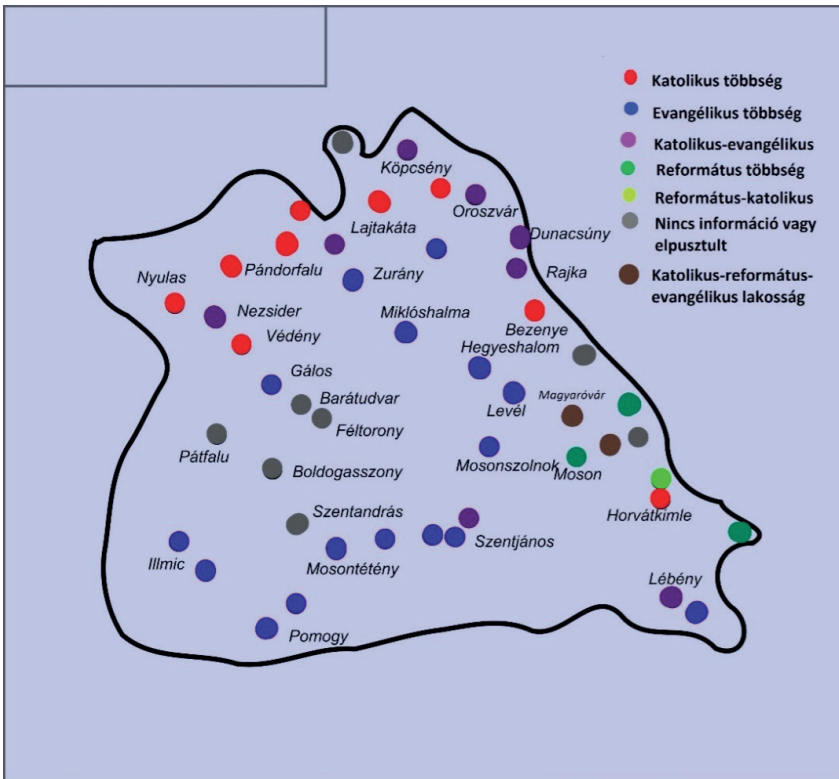 Katolikus többség
Evangélikus többség
Katolikus-evangélikus
Református többség
Református-katolikus
Nincs információ vagy
elpusztult
Katolikus-református-
evangélikus lakosság
Köpcsény
Oroszvár
Lajtakáta
Dunacsúny
Pándorfalu
Zurány
Rajka
Nyulas
Nezsider
Miklóshalma
Bezenye
Védény
Hegyeshalom
Gálos
Barátudvar
Levél
Magyaróvár
Féltorony
Pátfalu
Mosonszolnok
Moson
Boldogasszony
Szentandrás
Horvátkimle
Szentjános
Illmic
Mosontétény
Lébény
Pomogy